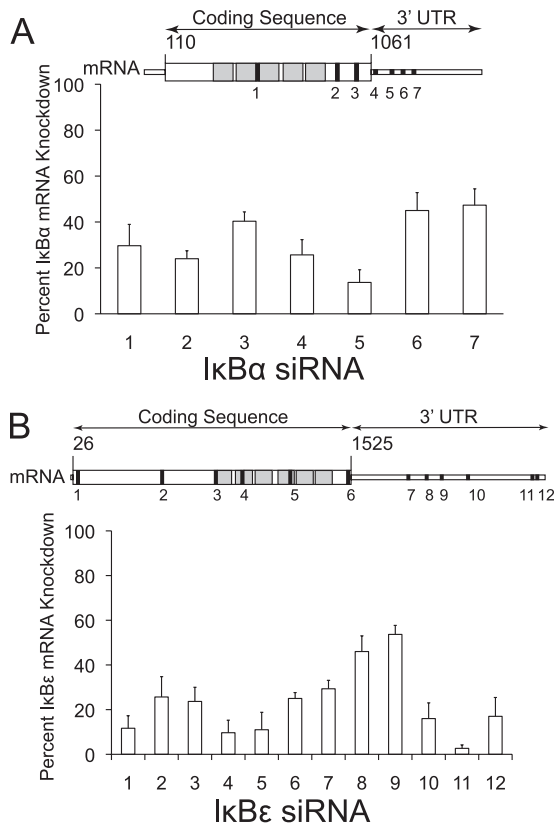 A
Coding Sequence 3' UTR
110 1061
mRNA
1 2 3 4 5 6 7
Percent IκBα mRNA Knockdown
100
80
60
40
20
0
1 2 3 4 5 6 7
IκBα siRNA
B
Coding Sequence 3' UTR
26 1525
mRNA
1 2 3 4 5 6 7 8 9 10 11 12
Percent IκBε mRNA Knockdown
100
80
60
40
20
0
1 2 3 4 5 6 7 8 9 10 11 12
IκBε siRNA